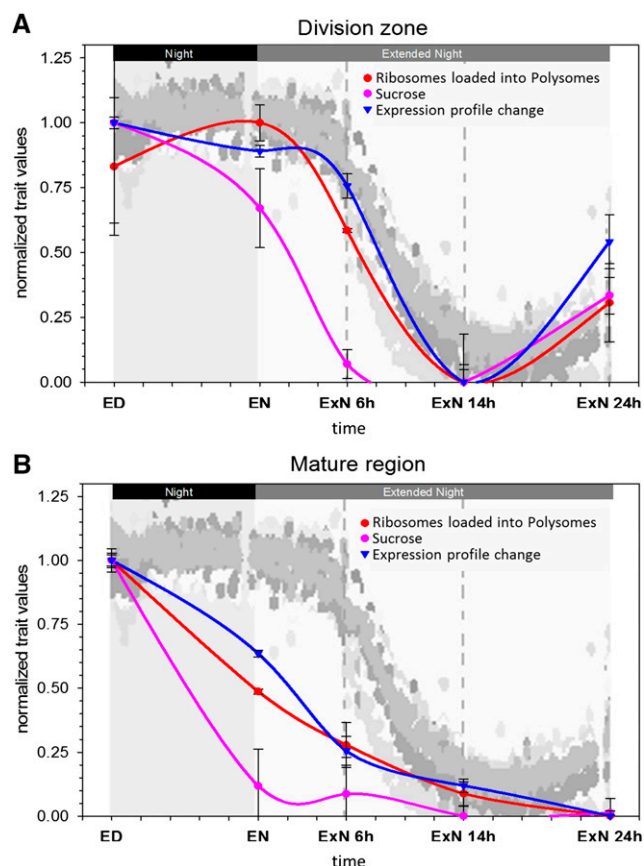 A
Division zone
Night
Extended Night
Ribosomes loaded into Polysomes
Sucrose
Expression profile change
normalized trait values
1.25
1.00
0.75
0.50
0.25
0.00
ED
EN
ExN 6h
ExN 14h
ExN 24h
time
B
Mature region
Night
Extended Night
Ribosomes loaded into Polysomes
Sucrose
Expression profile change
normalized trait values
1.25
1.00
0.75
0.50
0.25
0.00
ED
EN
ExN 6h
ExN 14h
ExN 24h
time